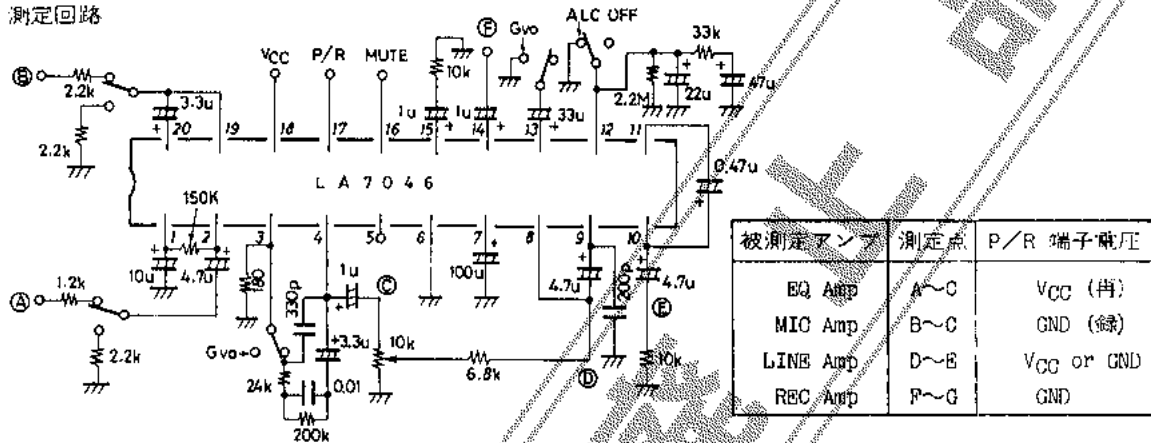 測定回路
ALC OFF
Ⓕ
Gvo
33k
VCC
P/R
MUTE
Ⓑ
2.2k
10k
3.3u
1u
1u
33u
2.2M
22u
47u
20
19
18
17
16
15
14
13
12
11
2.2k
0.47u
LA7046
150K
1
2
3
4
5
6
7
8
9
10
10u
4.7u
180
330p
1u
Ⓒ
100u
4.7u
200p
4.7u
Ⓔ
1.2k
Ⓐ
2.2k
Gvo
3.3u
10k
6.8k
Ⓓ
10k
24k
0.01
200k
被測定アンプ 測定点 P/R 端子電圧
EQ Amp A~C VCC (再)
MIC Amp B~C GND (録)
LINE Amp D~E VCC or GND
REC Amp F~G GND